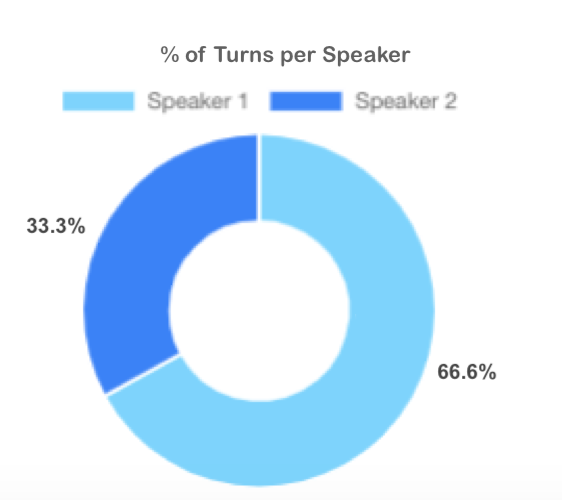 % of Turns per Speaker
Speaker 1 Speaker 2
33.3%
66.6%